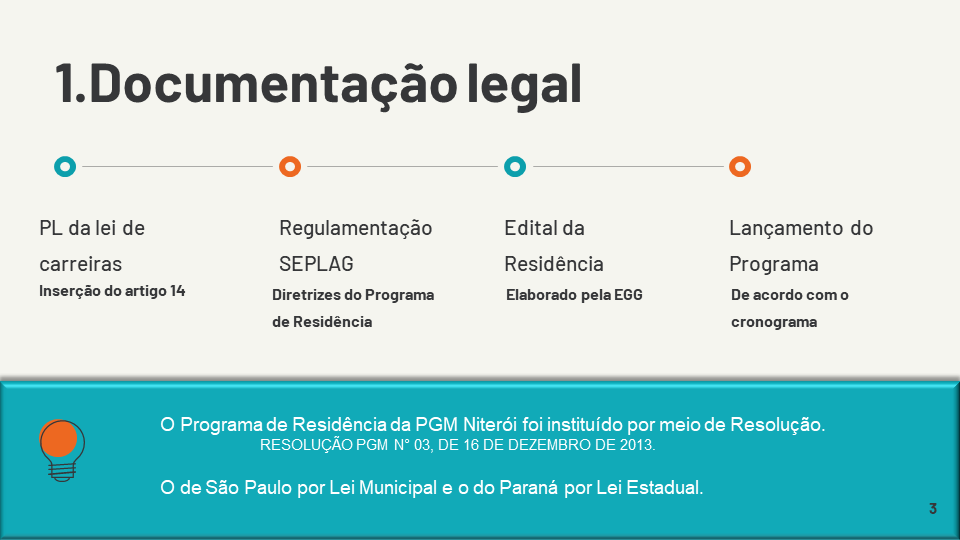 1.Documentação legal
PL da lei de
carreiras
Inserção do artigo 14
Regulamentação
SEPLAG
Diretrizes do Programa
de Residência
Edital da
Residência
Elaborado pela EGG
Lançamento do
Programa
De acordo com o
cronograma
O Programa de Residência da PGM Niterói foi instituído por meio de Resolução.
RESOLUÇÃO PGM N° 03, DE 16 DE DEZEMBRO DE 2013.
O de São Paulo por Lei Municipal e o do Paraná por Lei Estadual.
3